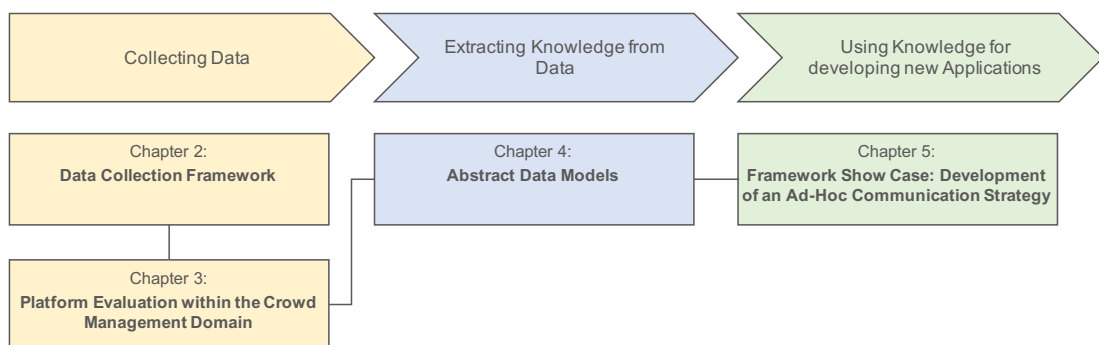 Collecting Data
Extracting Knowledge from
Data
Using Knowledge for
developing new Applications
Chapter 2:
Data Collection Framework
Chapter 4:
Abstract Data Models
Chapter 5:
Framework Show Case: Development
of an Ad-Hoc Communication Strategy
Chapter 3:
Platform Evaluation within the Crowd
Management Domain